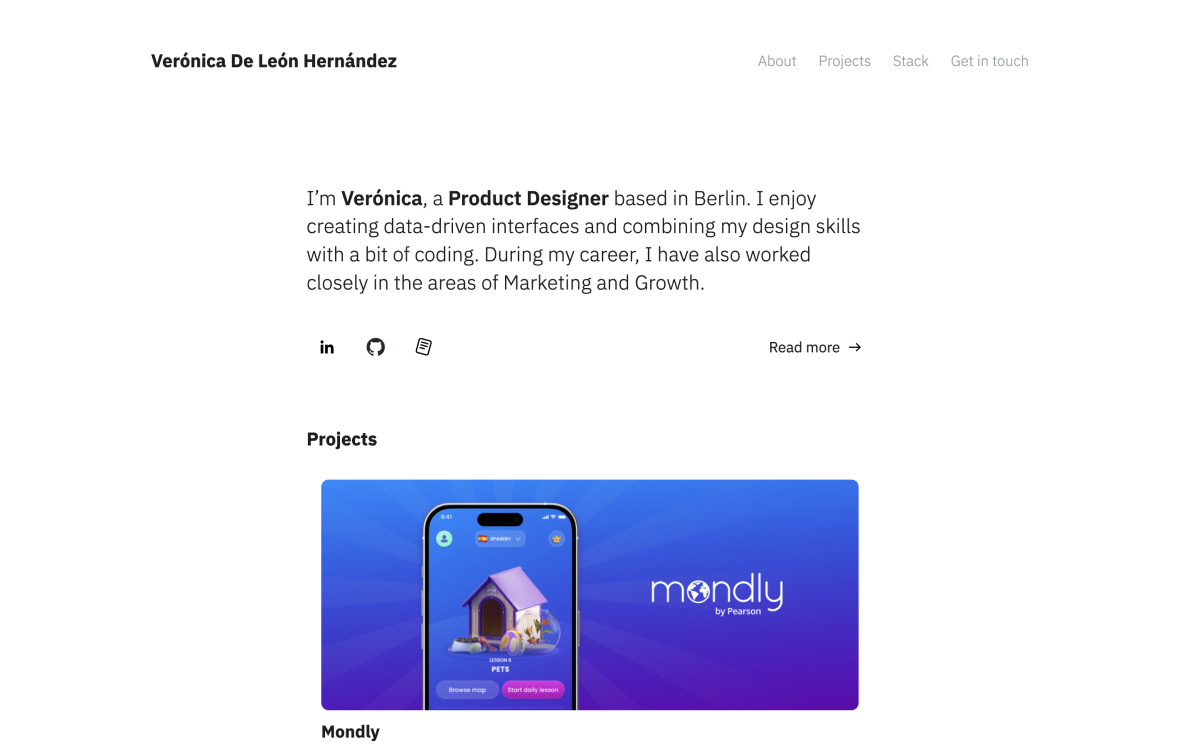 Verónica De León Hernández
About Projects Stack Get in touch
I’m Verónica, a Product Designer based in Berlin. I enjoy
creating data-driven interfaces and combining my design skills
with a bit of coding. During my career, I have also worked
closely in the areas of Marketing and Growth.
in
Read more →
Projects
9:41
SPANISH
mondly
by Pearson
LESSON 5
PETS
Browse map Start daily lesson
Mondly